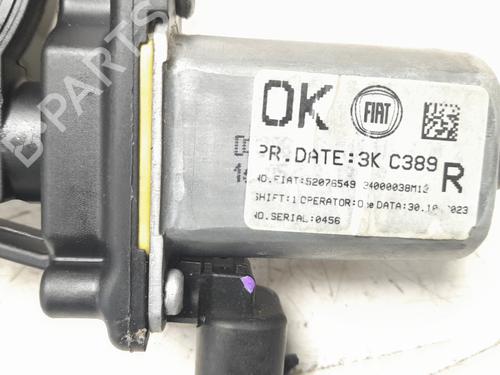 B-PARTS
OK FIAT
PR.DATE:3K C389
R
NO.FIAT:52076549 24000038M12
SHIFT:1 OPERATOR: DATA:30.10.2023
NO.SERIAL:0456